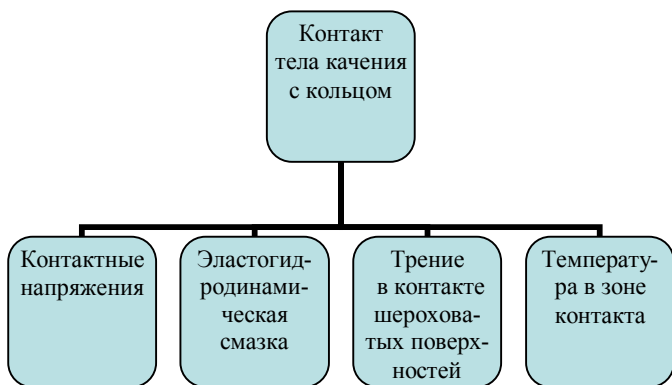 Контакт
тела качения
с кольцом
Контактные
напряжения
Эластогид-
родинами-
ческая
смазка
Трение
в контакте
шерохова-
тых поверх-
ностей
Температу-
ра в зоне
контакта